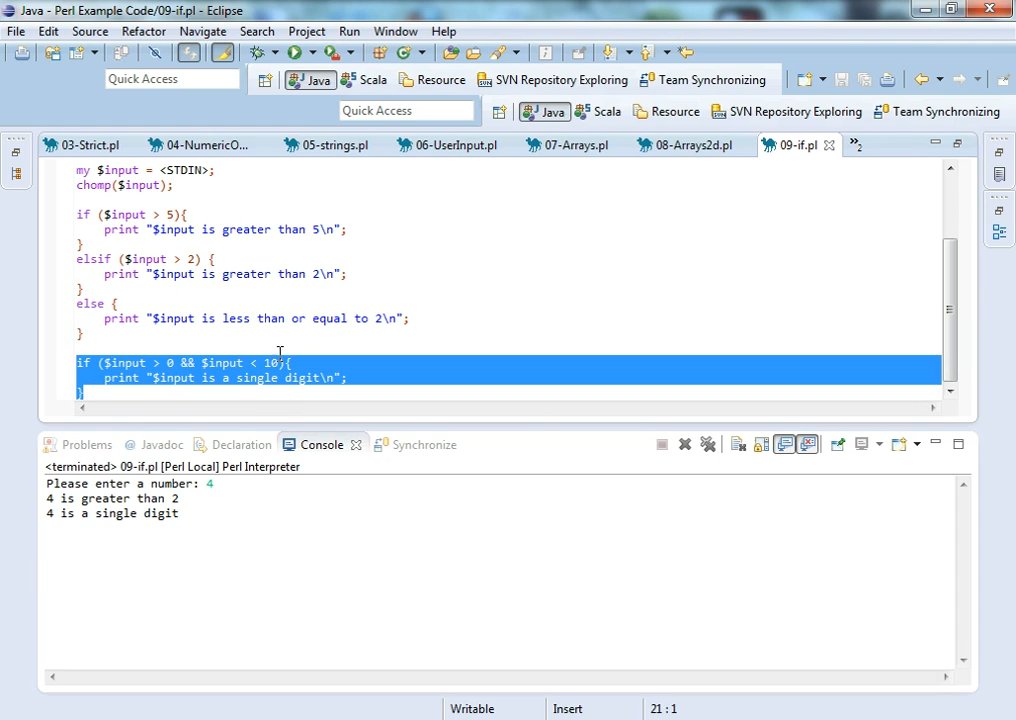 Java - Perl Example Code/09-if.pl - Eclipse
File Edit Source Refactor Navigate Search Project Run Window Help
Quick Access Java Scala Resource SVN Repository Exploring Team Synchronizing
Quick Access Java Scala Resource SVN Repository Exploring Team Synchronizing
03-Strict.pl 04-NumericO... 05-strings.pl 06-UserInput.pl 07-Arrays.pl 08-Arrays2d.pl 09-if.pl »2
my $input = <STDIN>;
chomp($input);
if ($input > 5){
print "$input is greater than 5\n";
}
elsif ($input > 2) {
print "$input is greater than 2\n";
}
else {
print "$input is less than or equal to 2\n";
}
if ($input > 0 && $input < 10){
print "$input is a single digit\n";
}
Problems @ Javadoc Declaration Console Synchronize
<terminated> 09-if.pl [Perl Local] Perl Interpreter
Please enter a number: 4
4 is greater than 2
4 is a single digit
Writable Insert 21 : 1